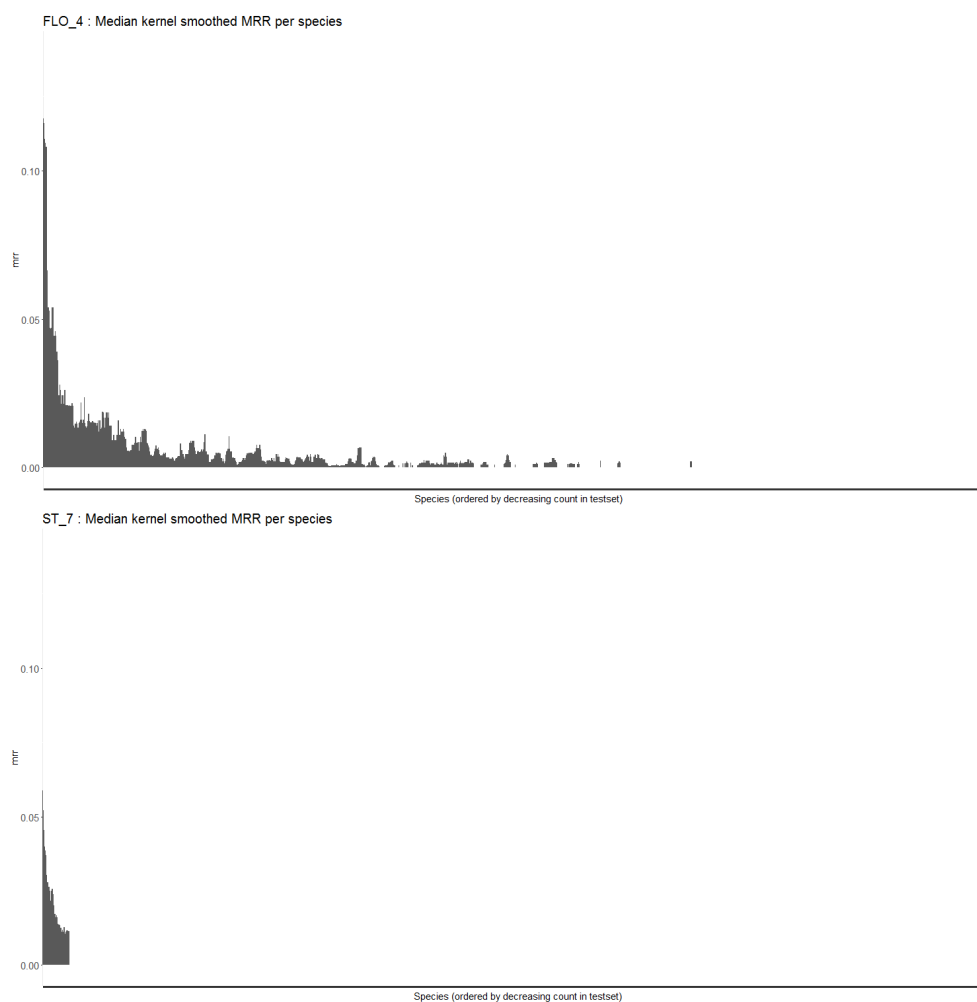 FLO_4 : Median kernel smoothed MRR per species
0.10
mrr
0.05
0.00
Species (ordered by decreasing count in testset)
ST_7 : Median kernel smoothed MRR per species
0.10
mrr
0.05
0.00
Species (ordered by decreasing count in testset)